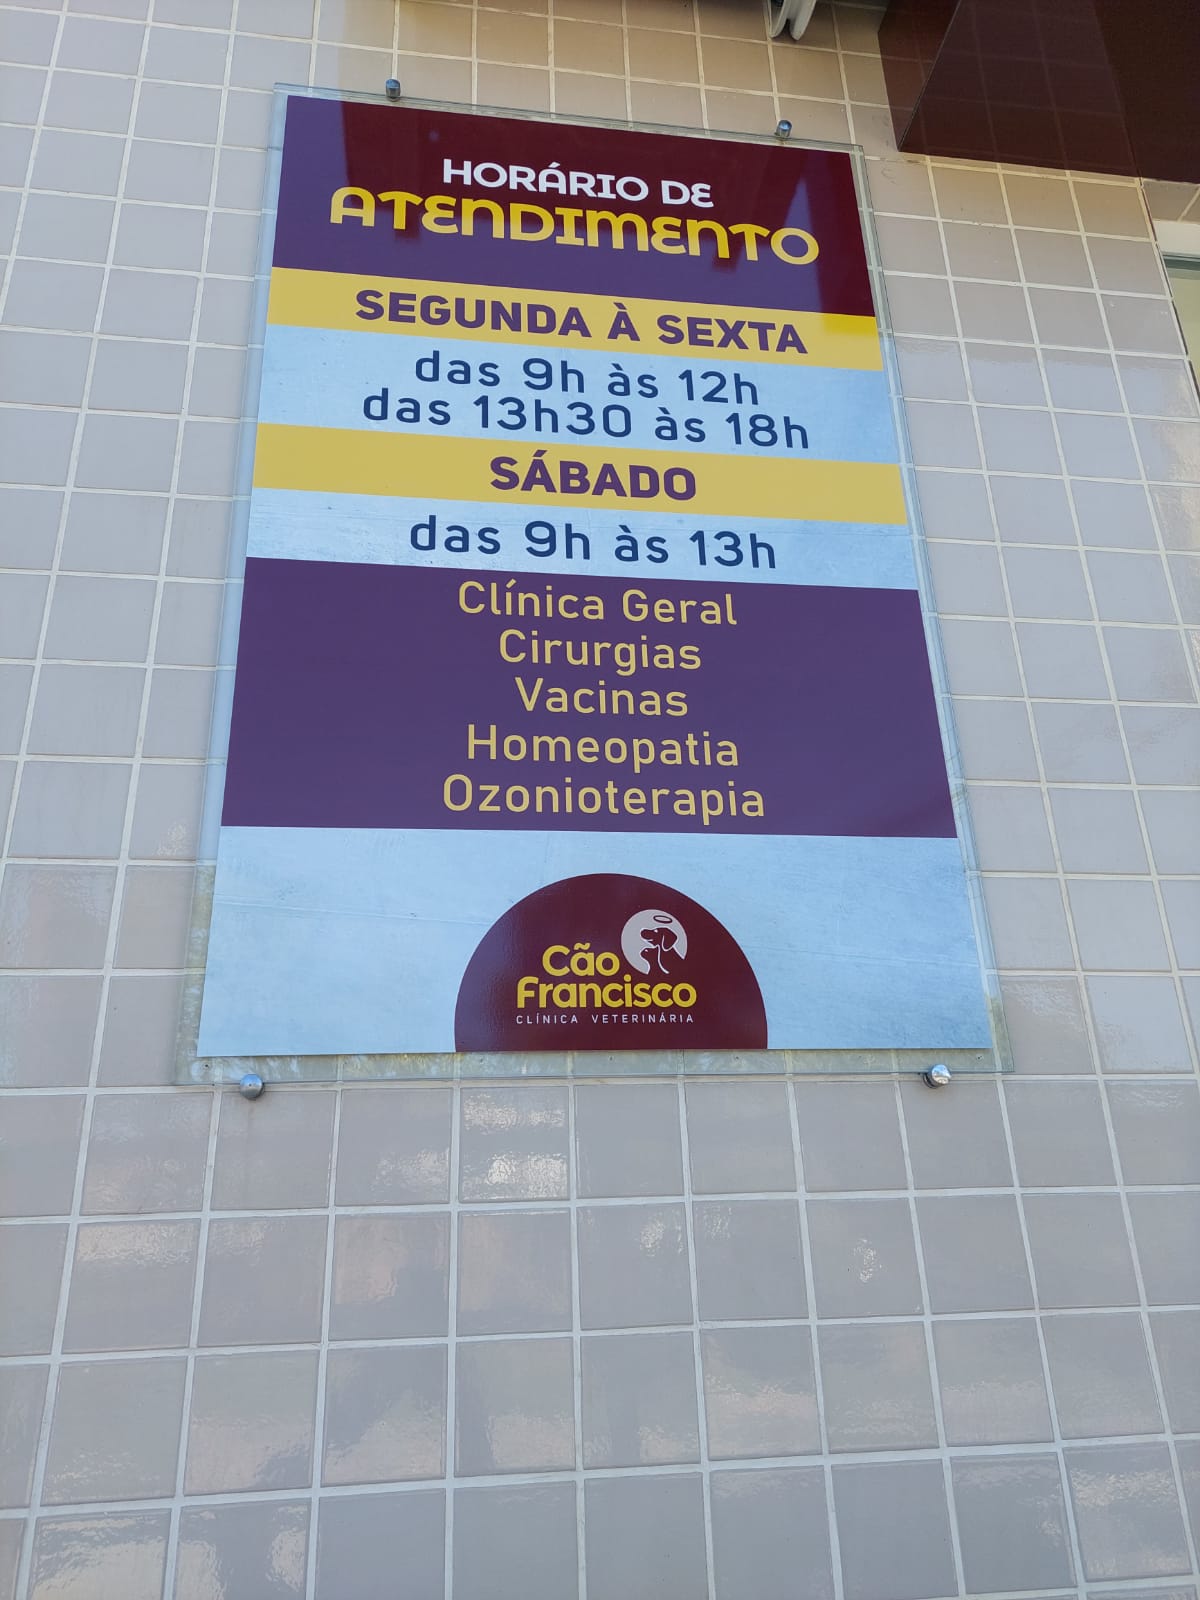 HORÁRIO DE
ATENDIMENTO
SEGUNDA À SEXTA
das 9h às 12h
das 13h30 às 18h
SÁBADO
das 9h às 13h
Clínica Geral
Cirurgias
Vacinas
Homeopatia
Ozonioterapia
Cão
Francisco
CLÍNICA VETERINÁRIA